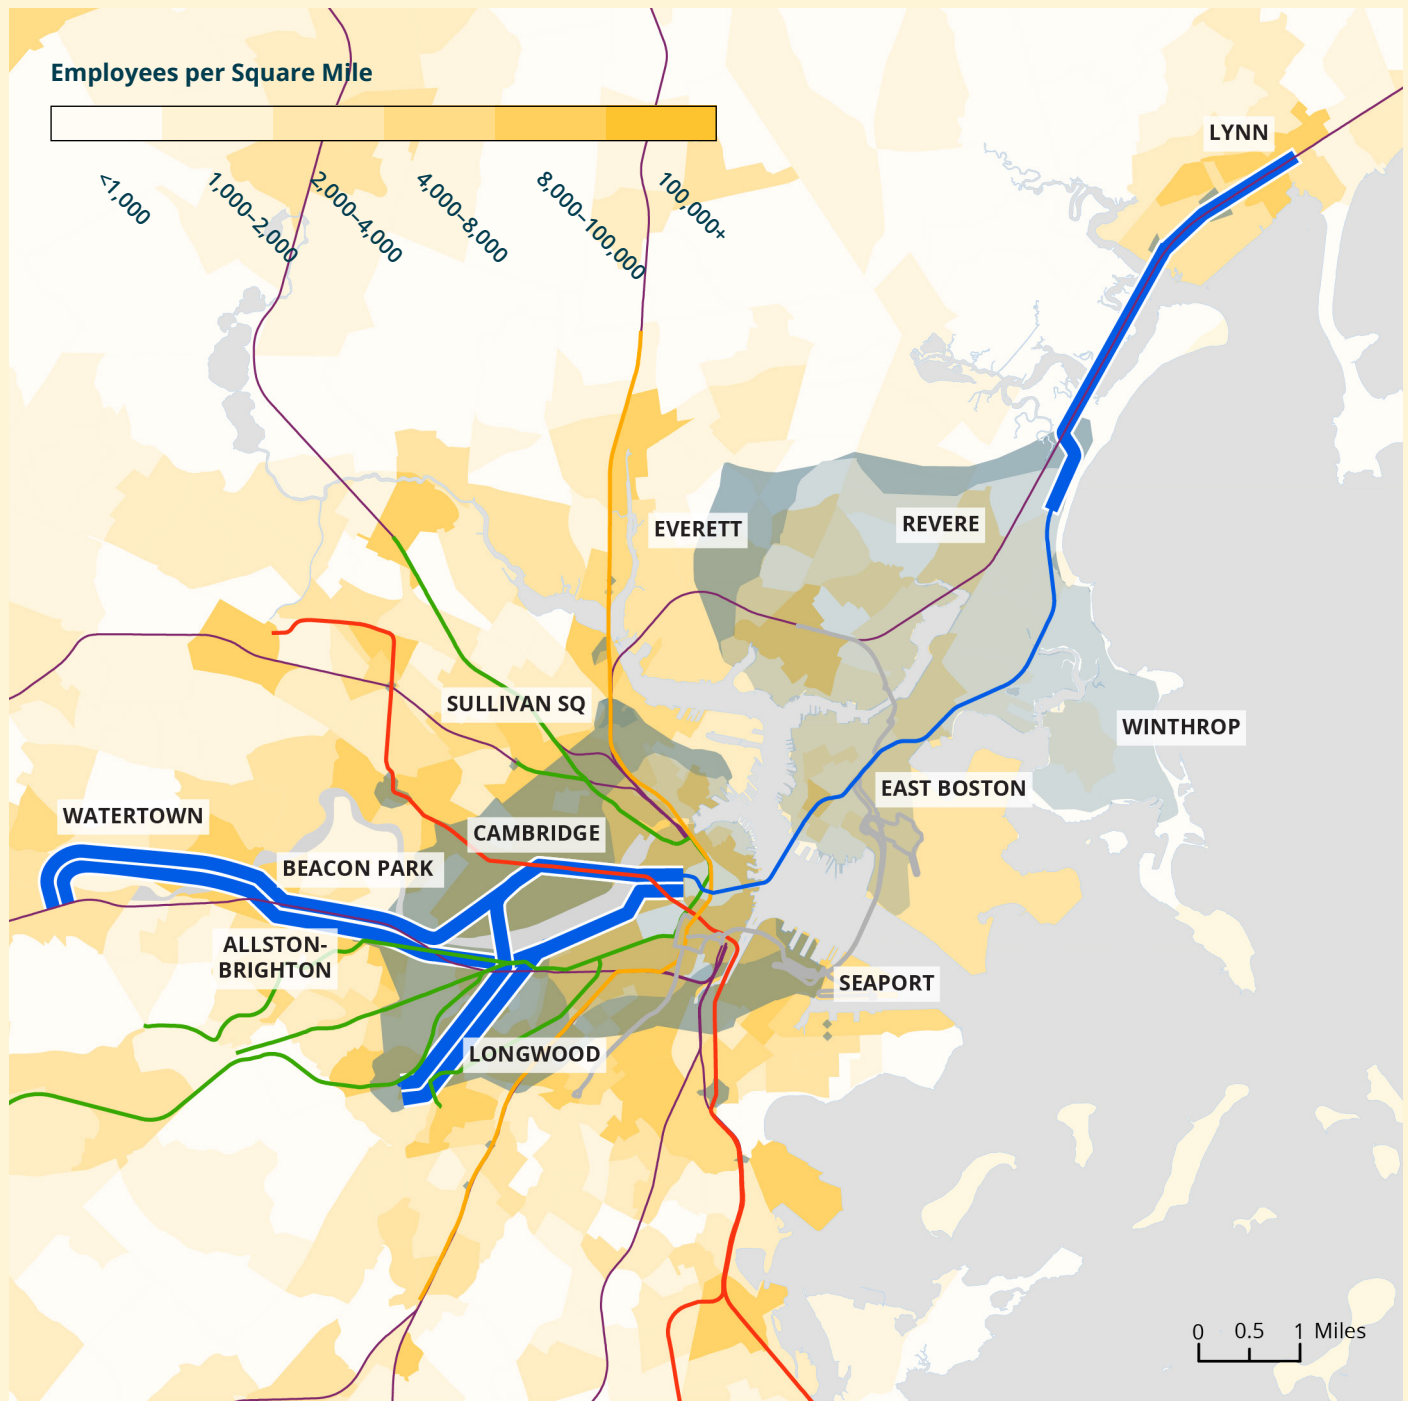 Employees per Square Mile
<1,000
1,000–2,000
2,000–4,000
4,000–8,000
8,000–100,000
100,000+
LYNN
EVERETT
REVERE
SULLIVAN SQ
WINTHROP
EAST BOSTON
WATERTOWN
CAMBRIDGE
BEACON PARK
ALLSTON-
BRIGHTON
SEAPORT
LONGWOOD
0 0.5 1 Miles